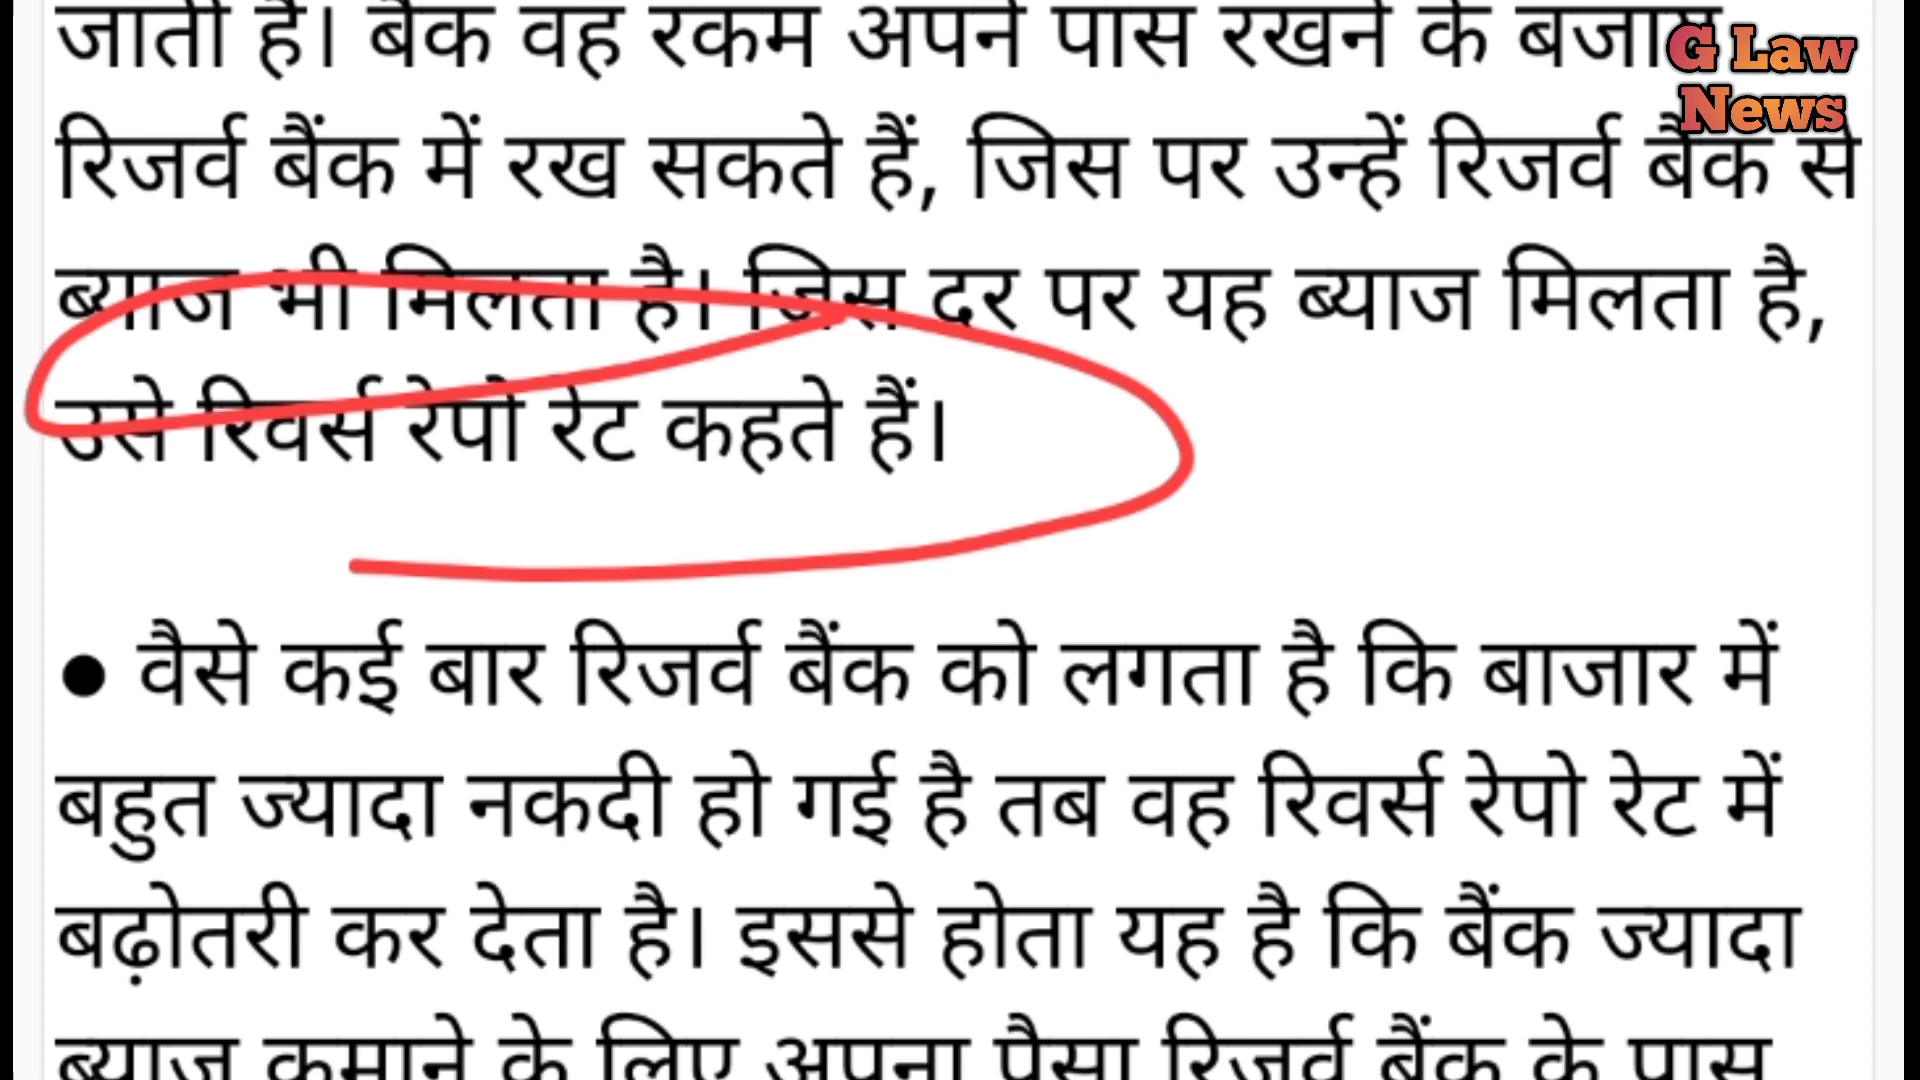 जाती है। बैंक वह रकम अपने पास रखने के बजाय
G Law
News
रिजर्व बैंक में रख सकते हैं, जिस पर उन्हें रिजर्व बैंक से
ब्याज भी मिलता है। जिस दर पर यह ब्याज मिलता है,
उसे रिवर्स रेपो रेट कहते हैं।
● वैसे कई बार रिजर्व बैंक को लगता है कि बाजार में
बहुत ज्यादा नकदी हो गई है तब वह रिवर्स रेपो रेट में
बढ़ोतरी कर देता है। इससे होता यह है कि बैंक ज्यादा
ब्याज कमाने के लिए अपना पैसा रिजर्व बैंक के पास